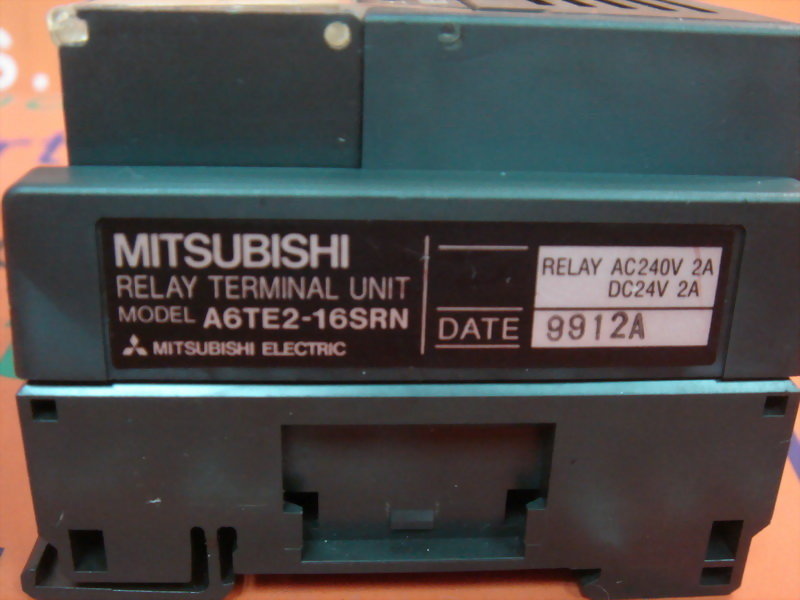 MITSUBISHI
RELAY TERMINAL UNIT
MODEL A6TE2-16SRN
MITSUBISHI ELECTRIC
RELAY AC240V 2A
DC24V 2A
DATE 9912A